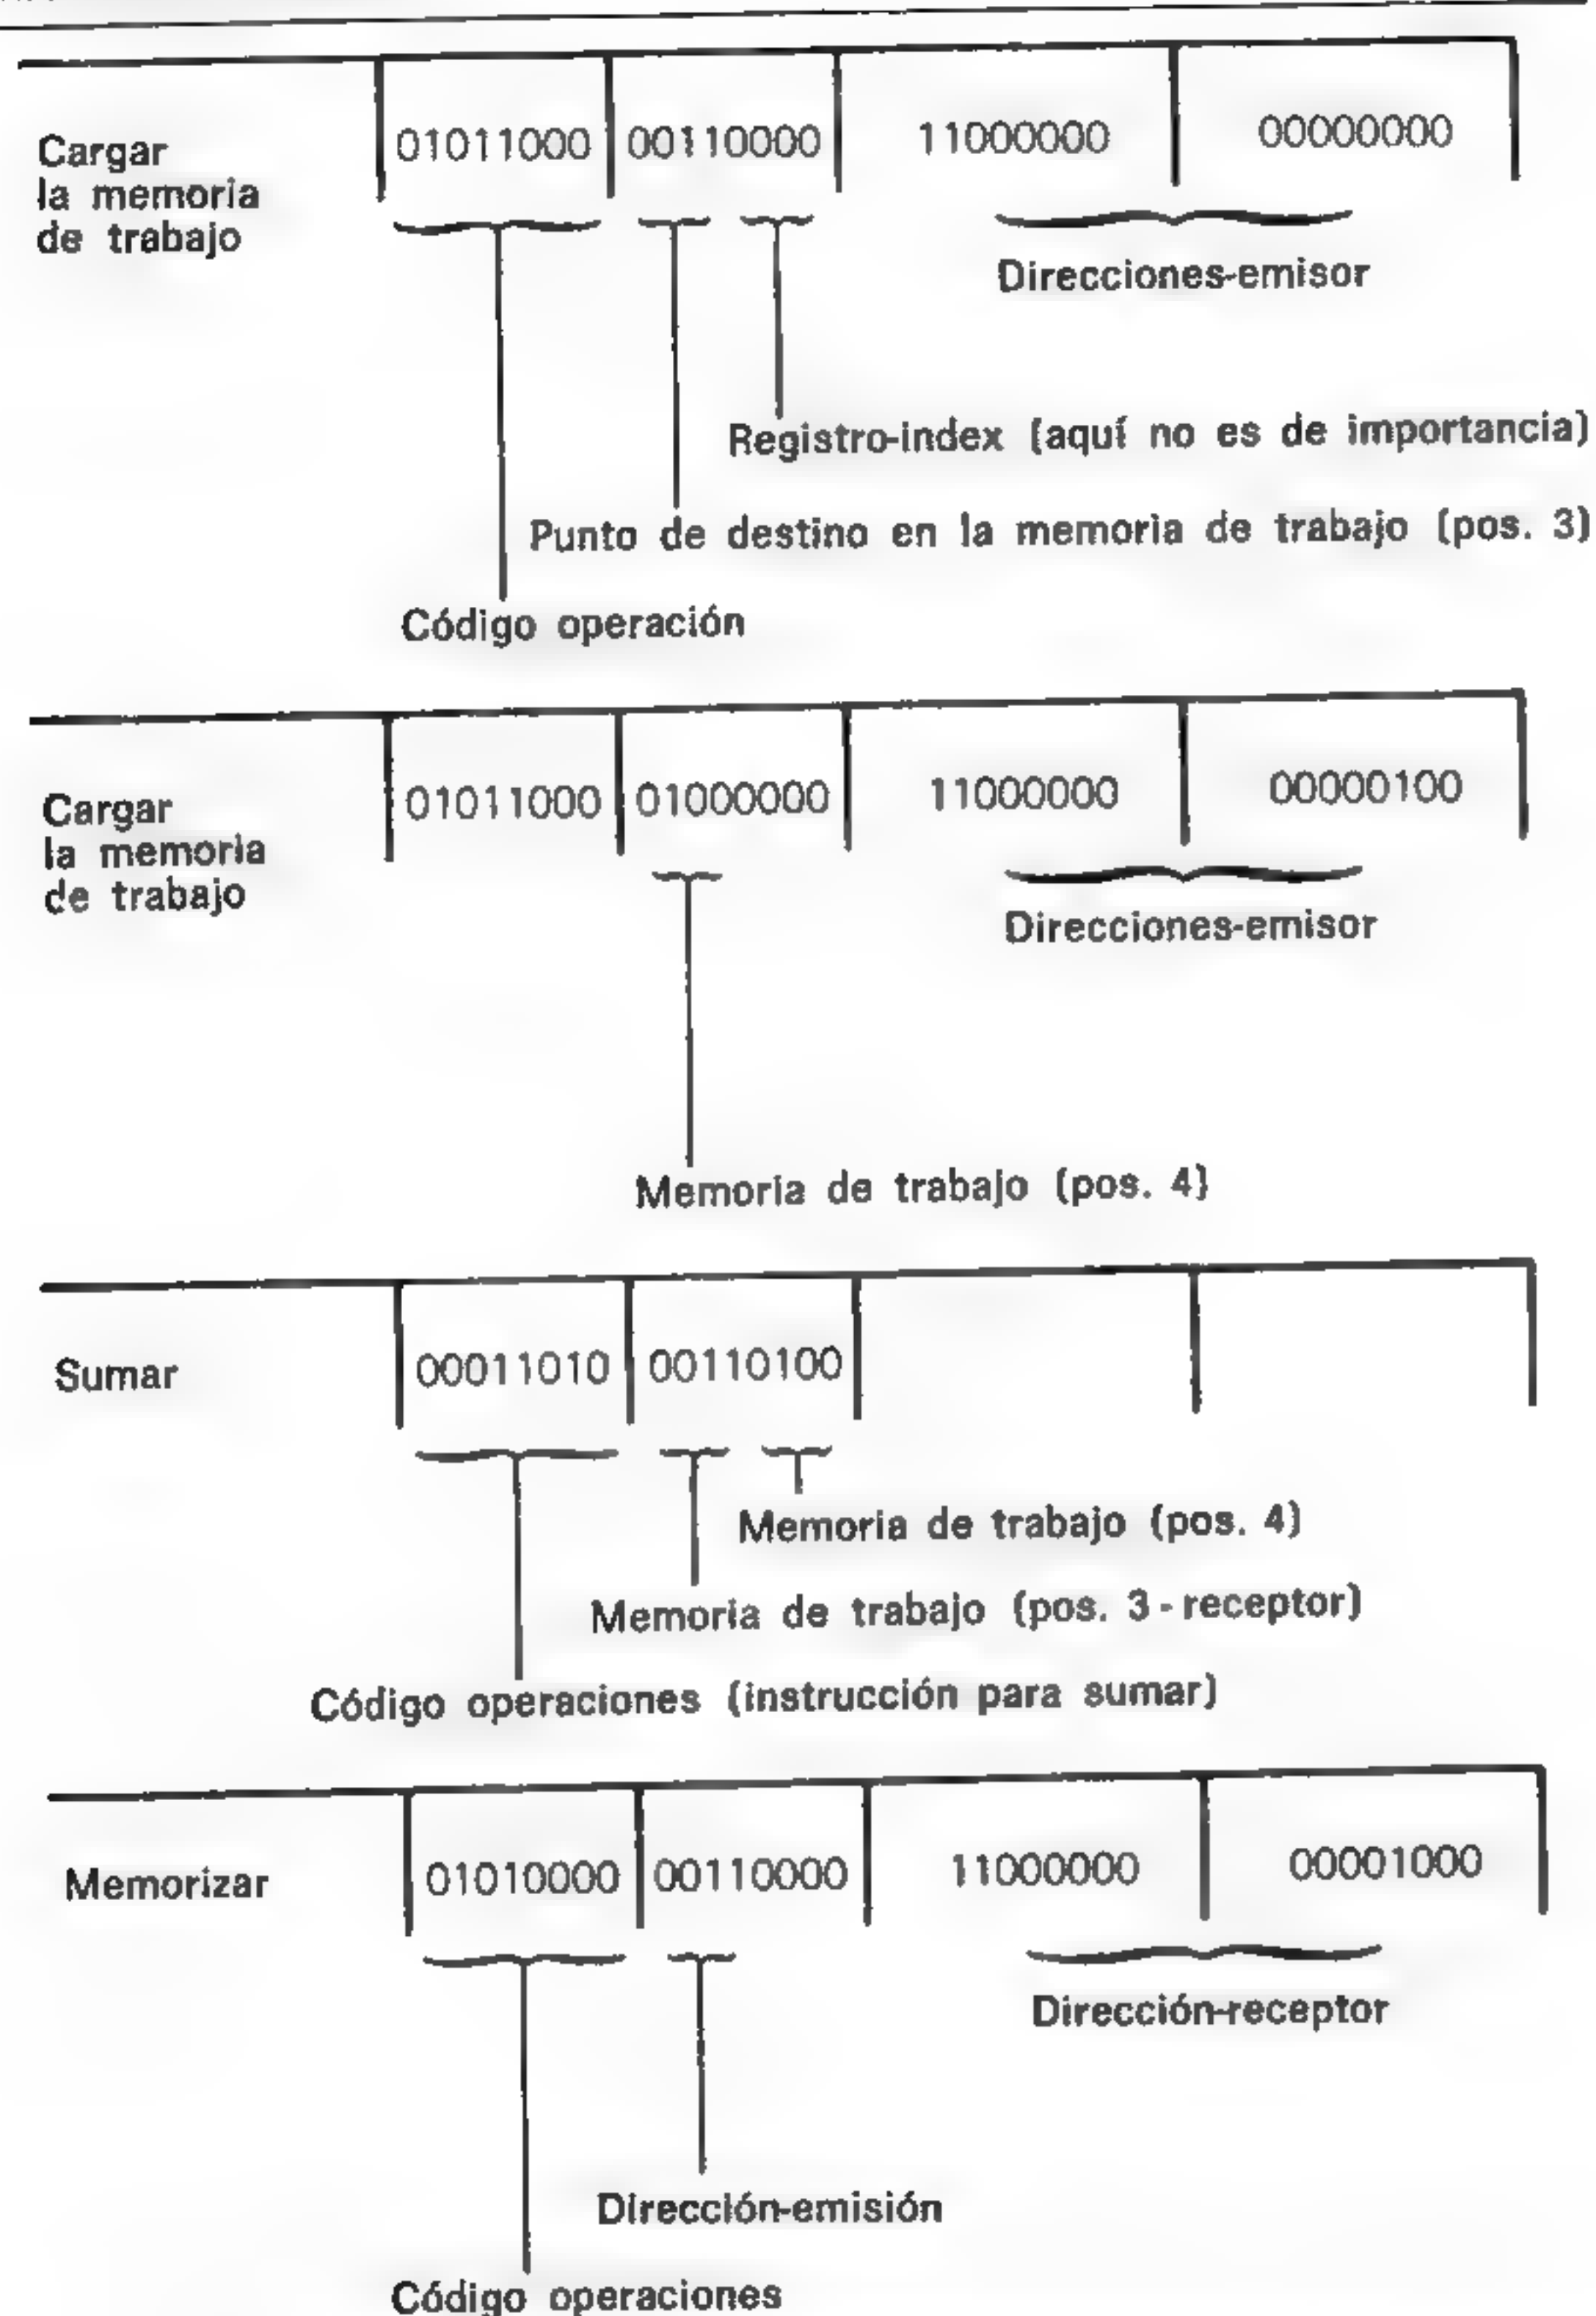 Cargar
la memoria
de trabajo
01011000 00110000 11000000 00000000
Direcciones-emisor
Registro-index (aquí no es de importancia)
Punto de destino en la memoria de trabajo (pos. 3)
Código operación
Cargar
la memoria
de trabajo
01011000 01000000 11000000 00000100
Direcciones-emisor
Memoria de trabajo (pos. 4)
Sumar 00011010 00110100
Memoria de trabajo (pos. 4)
Memoria de trabajo (pos. 3 - receptor)
Código operaciones (instrucción para sumar)
Memorizar 01010000 00110000 11000000 00001000
Dirección-receptor
Dirección-emisión
Código operaciones